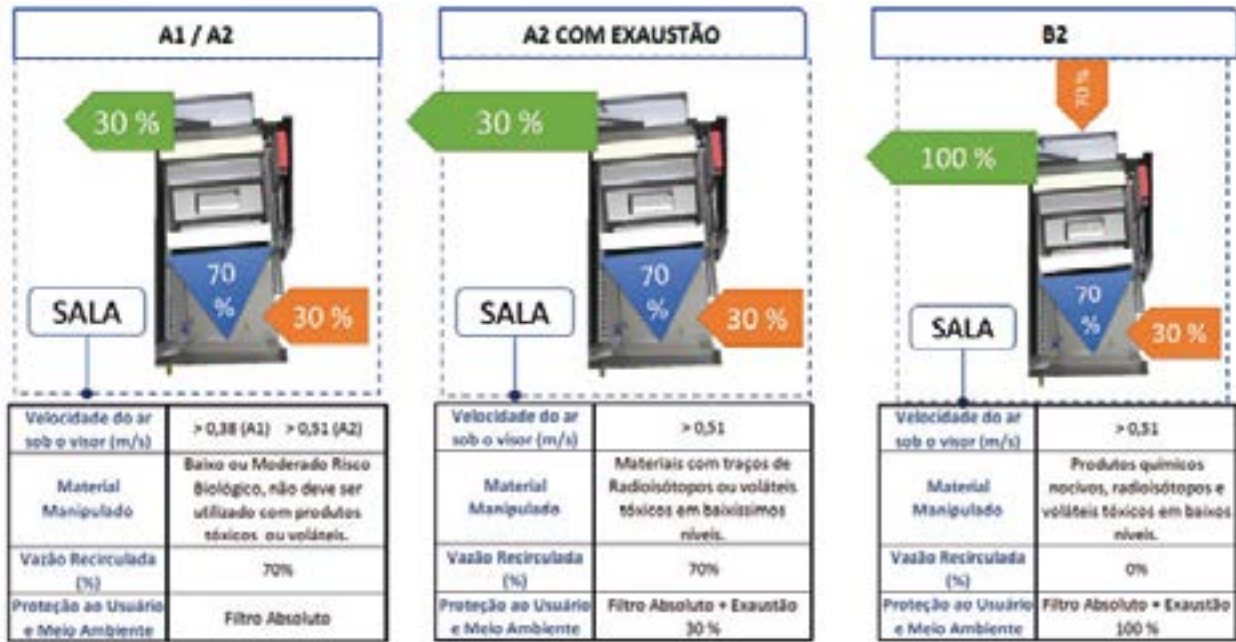 A1 / A2
30 %
70
%
30 %
SALA
Velocidade do ar
sob o visor (m/s)
> 0,38 (A1) > 0,51 (A2)
Material
Manipulado
Baixo ou Moderado Risco
Biológico, não deve ser
utilizado com produtos
tóxicos ou voláteis.
Vazão Recirculada
(%)
70%
Proteção ao Usuário
e Meio Ambiente
Filtro Absoluto
A2 COM EXAUSTÃO
30 %
70
%
30 %
SALA
Velocidade do ar
sob o visor (m/s)
> 0,51
Material
Manipulado
Materiais com traços de
Radioisótopos ou voláteis
tóxicos em baixíssimos
níveis.
Vazão Recirculada
(%)
70%
Proteção ao Usuário
e Meio Ambiente
Filtro Absoluto + Exaustão
30 %
B2
70 %
100 %
70
%
30 %
SALA
Velocidade do ar
sob o visor (m/s)
> 0,51
Material
Manipulado
Produtos químicos
nocivos, radioisótopos e
voláteis tóxicos em baixos
níveis.
Vazão Recirculada
(%)
0%
Proteção ao Usuário
e Meio Ambiente
Filtro Absoluto + Exaustão
100 %